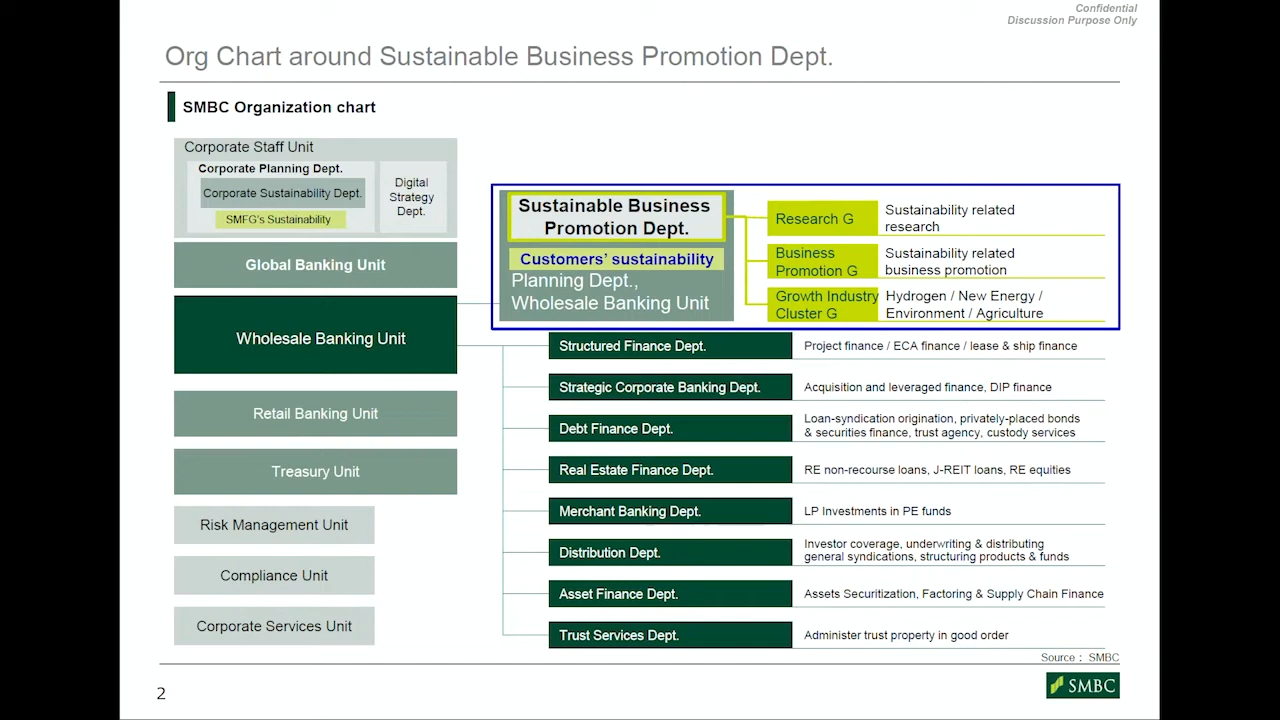 Confidential
Discussion Purpose Only
Org Chart around Sustainable Business Promotion Dept.
SMBC Organization chart
Corporate Staff Unit
Corporate Planning Dept.
Corporate Sustainability Dept.
SMFG's Sustainability
Digital
Strategy
Dept.
Global Banking Unit
Wholesale Banking Unit
Retail Banking Unit
Treasury Unit
Risk Management Unit
Compliance Unit
Corporate Services Unit
Sustainable Business
Promotion Dept.
Customers' sustainability
Planning Dept.,
Wholesale Banking Unit
Research G
Sustainability related
research
Business
Promotion G
Sustainability related
business promotion
Growth Industry
Cluster G
Hydrogen / New Energy /
Environment / Agriculture
Structured Finance Dept.
Project finance / ECA finance / lease & ship finance
Strategic Corporate Banking Dept.
Acquisition and leveraged finance, DIP finance
Debt Finance Dept.
Loan-syndication origination, privately-placed bonds
& securities finance, trust agency, custody services
Real Estate Finance Dept.
RE non-recourse loans, J-REIT loans, RE equities
Merchant Banking Dept.
LP Investments in PE funds
Distribution Dept.
Investor coverage, underwriting & distributing
general syndications, structuring products & funds
Asset Finance Dept.
Assets Securitization, Factoring & Supply Chain Finance
Trust Services Dept.
Administer trust property in good order
Source： SMBC
2
SMBC